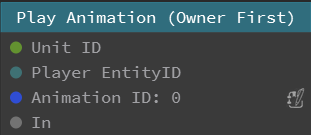 Play Animation (Owner First)
Unit ID
Player EntityID
Animation ID: 0
In